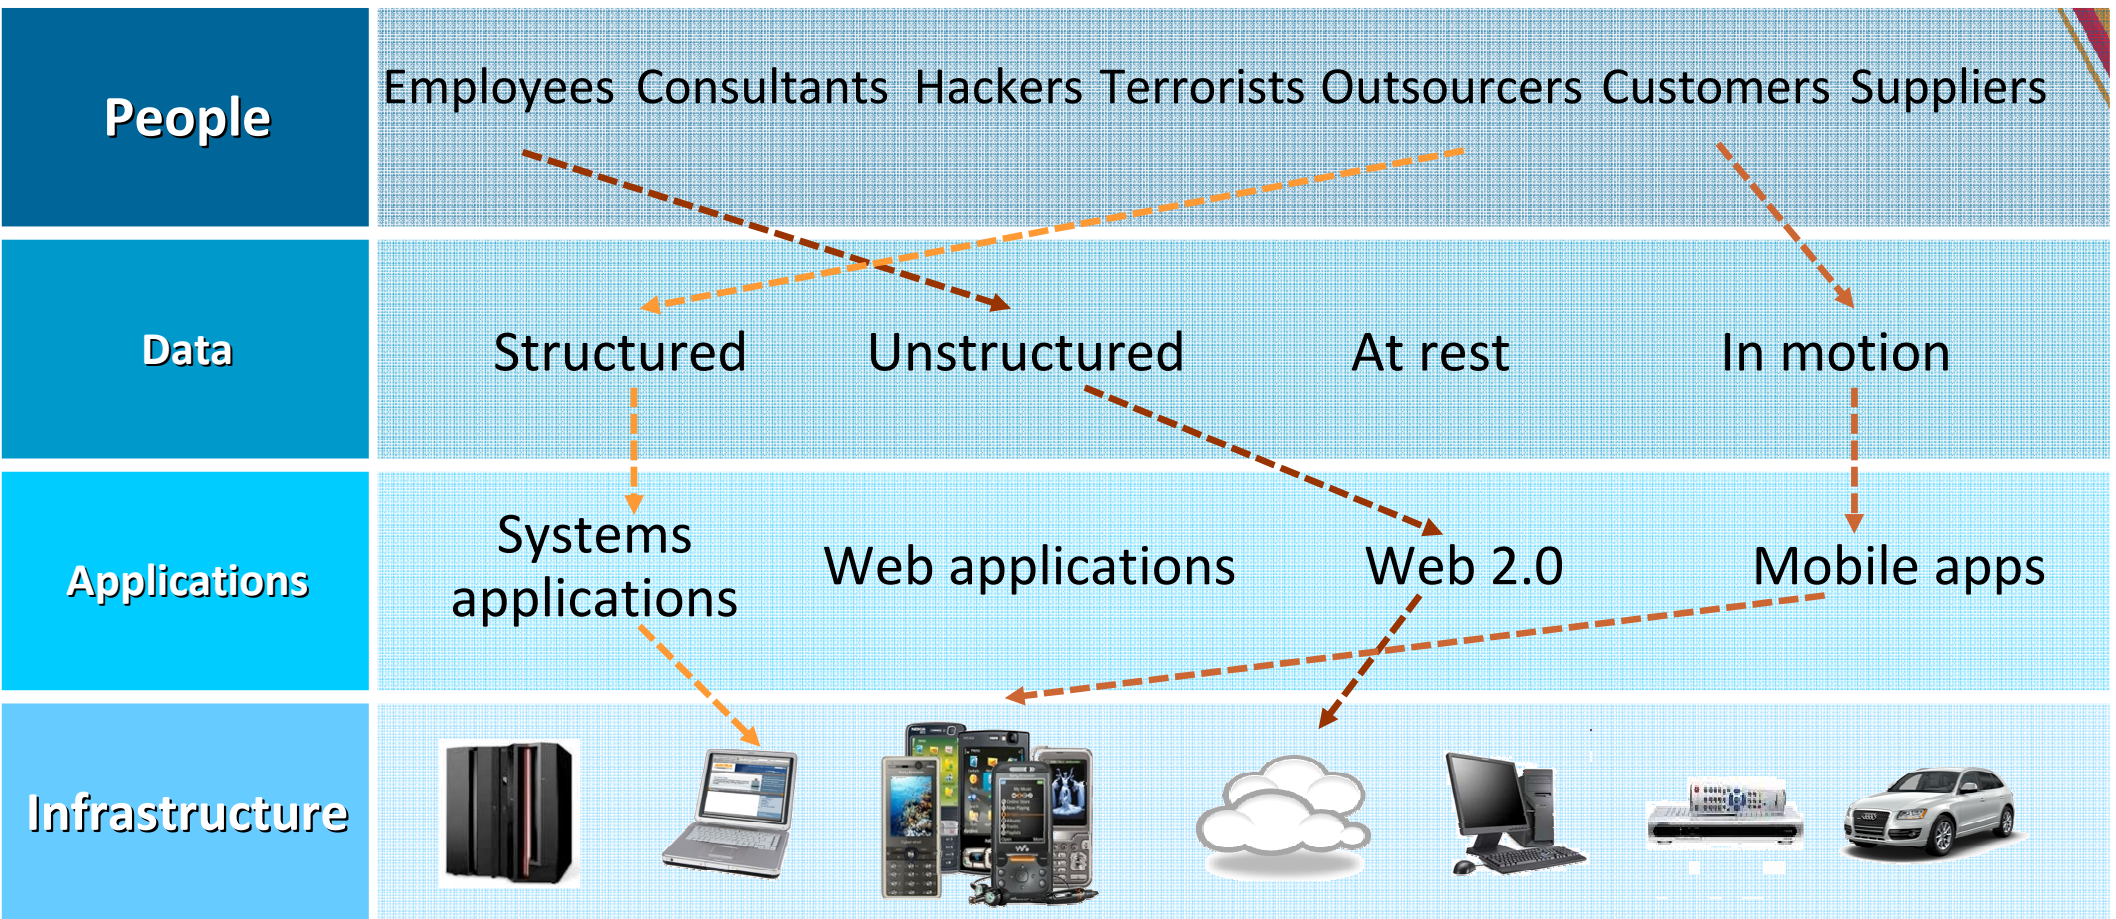 People
Employees Consultants Hackers Terrorists Outsourcers Customers Suppliers
Data
Structured Unstructured At rest In motion
Applications
Systems
applications
Web applications Web 2.0 Mobile apps
Infrastructure